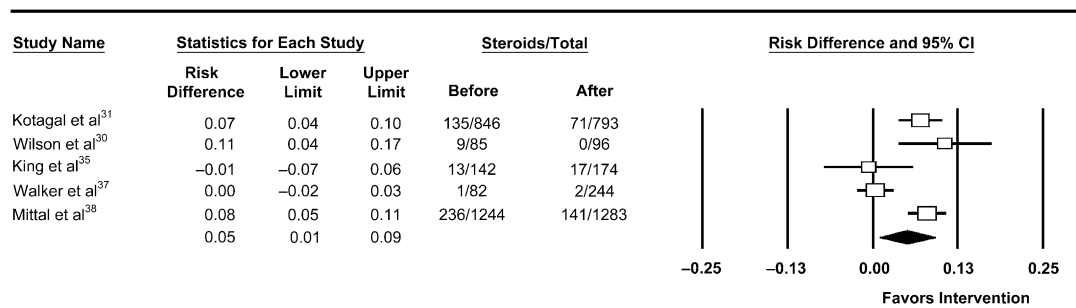 Study Name Statistics for Each Study Steroids/Total Risk Difference and 95% CI
Risk Difference Lower Limit Upper Limit Before After
Kotagal et al31 0.07 0.04 0.10 135/846 71/793
Wilson et al30 0.11 0.04 0.17 9/85 0/96
King et al35 –0.01 –0.07 0.06 13/142 17/174
Walker et al37 0.00 –0.02 0.03 1/82 2/244
Mittal et al38 0.08 0.05 0.11 236/1244 141/1283
0.05 0.01 0.09
–0.25 –0.13 0.00 0.13 0.25
Favors Intervention